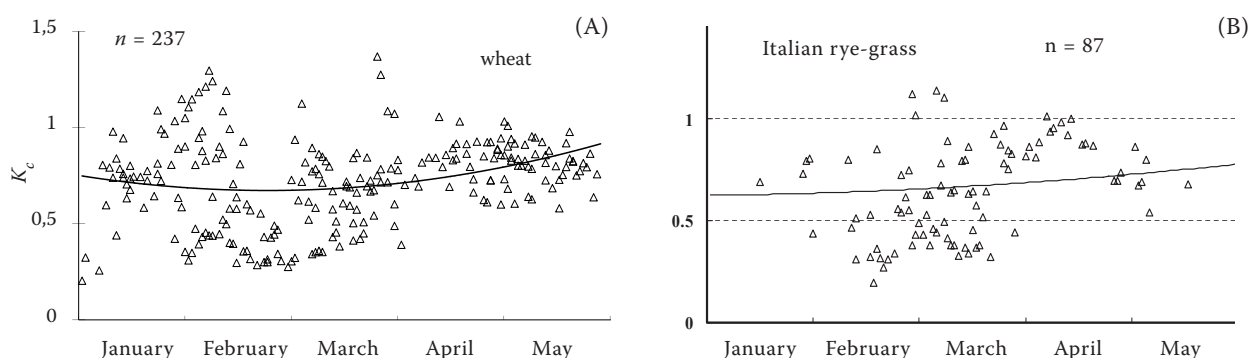 1,5
n = 237
(A)
wheat
1
K_c
0,5
0
January February March April May
(B)
Italian rye-grass
n = 87
1
0.5
0
January February March April May